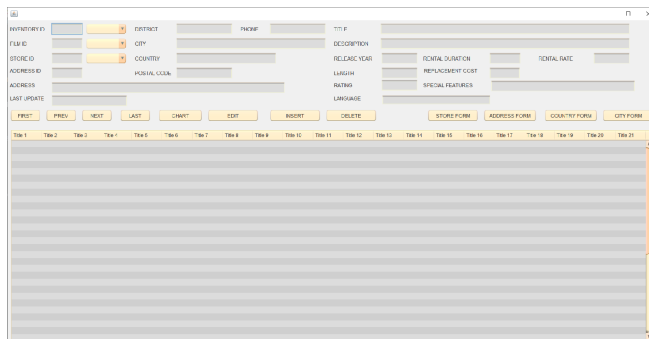 INVENTORY ID DISTRICT PHONE TITLE
FILM ID CITY DESCRIPTION
STORE ID COUNTRY RELEASE YEAR RENTAL DURATION RENTAL RATE
ADDRESS ID POSTAL CODE LENGTH REPLACEMENT COST
ADDRESS RATING SPECIAL FEATURES
LAST UPDATE LANGUAGE
FIRST PREV NEXT LAST CHART EDIT INSERT DELETE STORE FORM ADDRESS FORM COUNTRY FORM CITY FORM
Title 1 Title 2 Title 3 Title 4 Title 5 Title 6 Title 7 Title 8 Title 9 Title 10 Title 11 Title 12 Title 13 Title 14 Title 15 Title 16 Title 17 Title 18 Title 19 Title 20 Title 21